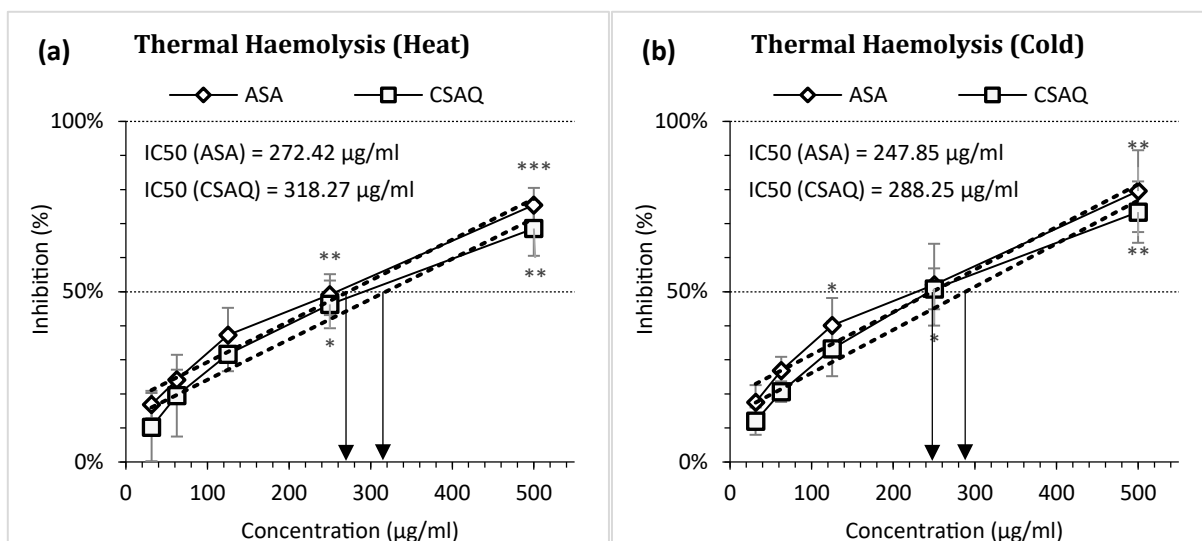 (a) Thermal Haemolysis (Heat)
ASA CSAQ
100%
IC50 (ASA) = 272.42 µg/ml
IC50 (CSAQ) = 318.27 µg/ml
***
**
**
*
50%
0%
Inhibition (%)
0 100 200 300 400 500
Concentration (µg/ml)
(b) Thermal Haemolysis (Cold)
ASA CSAQ
100%
IC50 (ASA) = 247.85 µg/ml
IC50 (CSAQ) = 288.25 µg/ml
**
**
*
*
50%
0%
Inhibition (%)
0 100 200 300 400 500
Concentration (µg/ml)